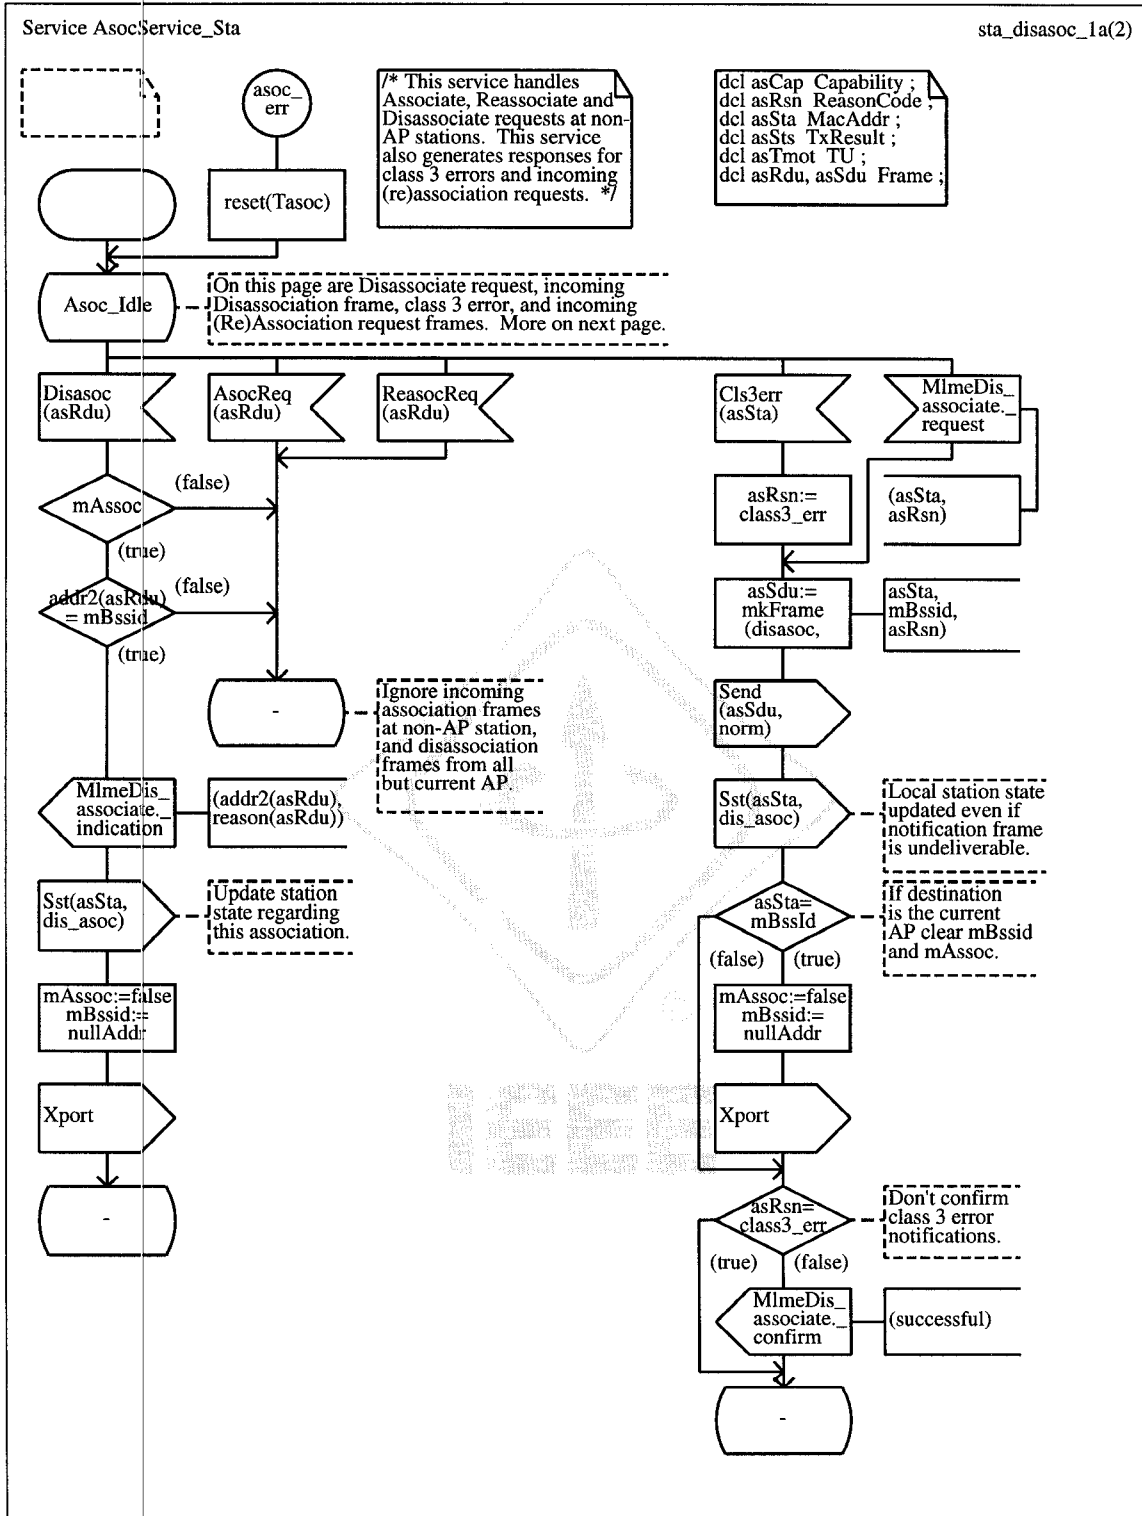 Service AsocService_Sta
sta_disasoc_1a(2)
asoc_
err
/* This service handles
Associate, Reassociate and
Disassociate requests at non-
AP stations.  This service
also generates responses for
class 3 errors and incoming
(re)association requests.  */
dcl asCap  Capability ;
dcl asRsn  ReasonCode ;
dcl asSta  MacAddr ;
dcl asSts  TxResult ;
dcl asTmot  TU ;
dcl asRdu, asSdu  Frame ;
reset(Tasoc)
Asoc_Idle
On this page are Disassociate request, incoming
Disassociation frame, class 3 error, and incoming
(Re)Association request frames.  More on next page.
Disasoc
(asRdu)
AsocReq
(asRdu)
ReasocReq
(asRdu)
Cls3err
(asSta)
MlmeDis_
associate._
request
mAssoc
(false)
(true)
asRsn:=
class3_err
(asSta,
asRsn)
addr2(asRdu)
= mBssid
(false)
(true)
asSdu:=
mkFrame
(disasoc,
asSta,
mBssid,
asRsn)
-
Ignore incoming
association frames
at non-AP station,
and disassociation
frames from all
but current AP.
Send
(asSdu,
norm)
MlmeDis_
associate._
indication
(addr2(asRdu),
reason(asRdu))
Sst(asSta,
dis_asoc)
Local station state
updated even if
notification frame
is undeliverable.
Sst(asSta,
dis_asoc)
Update station
state regarding
this association.
asSta=
mBssId
(false)
(true)
If destination
is the current
AP clear mBssid
and mAssoc.
mAssoc:=false
mBssid:=
nullAddr
mAssoc:=false
mBssid:=
nullAddr
Xport
Xport
-
asRsn=
class3_err
(true)
(false)
Don't confirm
class 3 error
notifications.
MlmeDis_
associate._
confirm
(successful)
-
IEEE
®